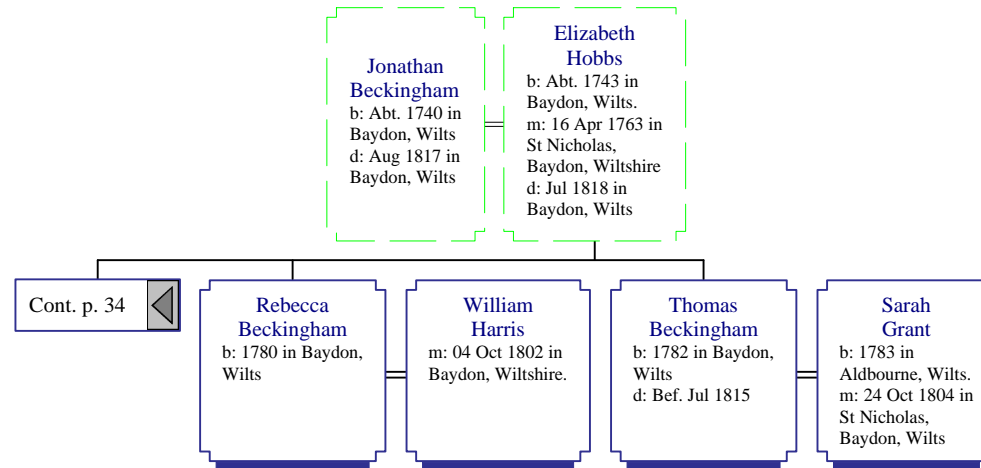 Jonathan
Beckingham
b: Abt. 1740 in
Baydon, Wilts
d: Aug 1817 in
Baydon, Wilts
Elizabeth
Hobbs
b: Abt. 1743 in
Baydon, Wilts.
m: 16 Apr 1763 in
St Nicholas,
Baydon, Wiltshire
d: Jul 1818 in
Baydon, Wilts
Cont. p. 34
Rebecca
Beckingham
b: 1780 in Baydon,
Wilts
William
Harris
m: 04 Oct 1802 in
Baydon, Wiltshire.
Thomas
Beckingham
b: 1782 in Baydon,
Wilts
d: Bef. Jul 1815
Sarah
Grant
b: 1783 in
Aldbourne, Wilts.
m: 24 Oct 1804 in
St Nicholas,
Baydon, Wilts